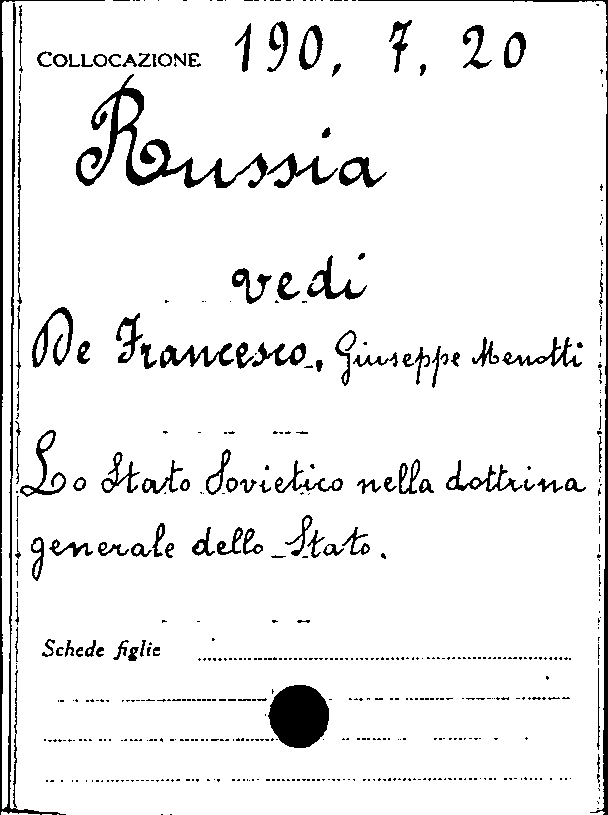 COLLOCAZIONE 190, 7, 20
Russia
vedi
De Francesco, Giuseppe Menotti
Lo Stato Sovietico nella dottrina
generale dello Stato.
Schede figlie